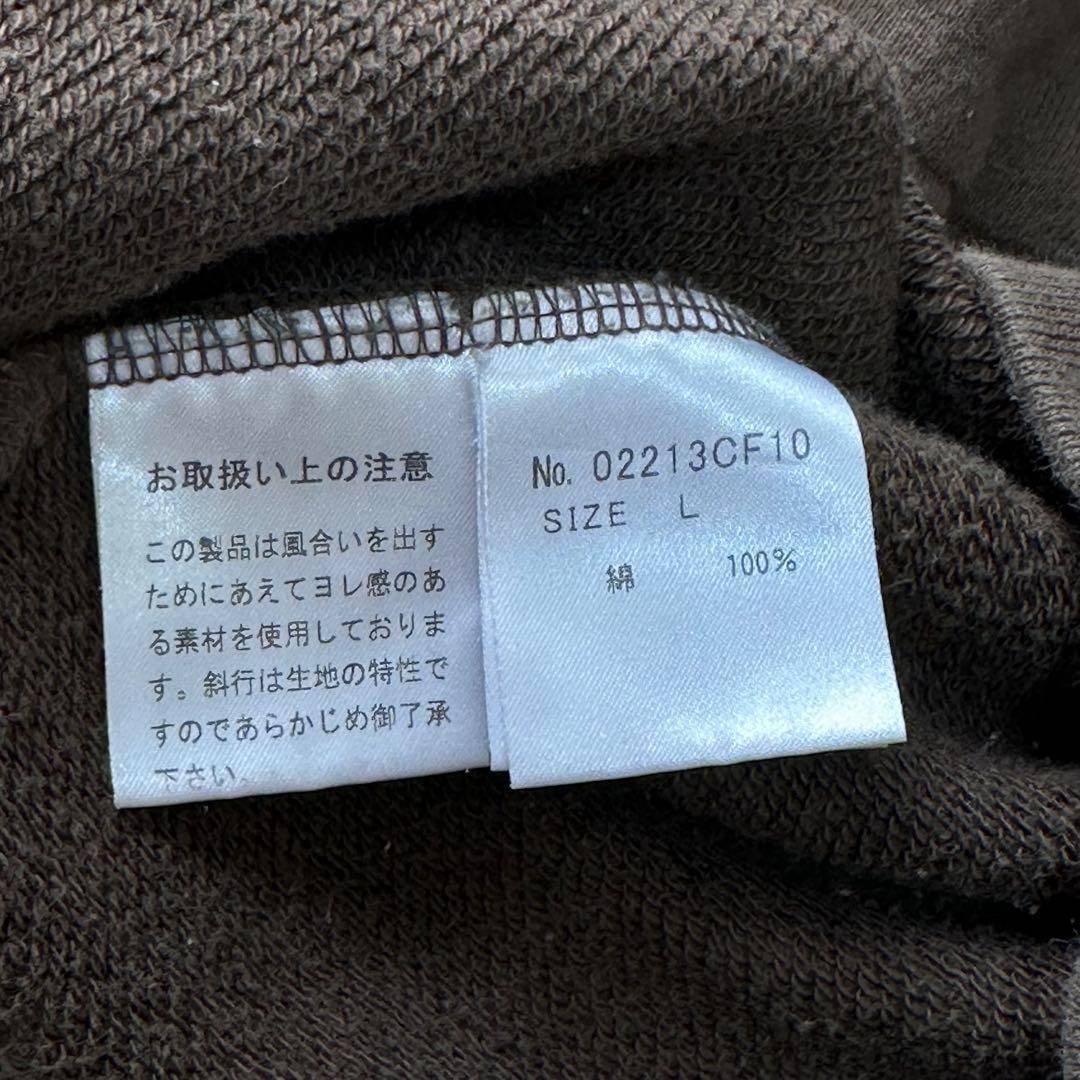 お取扱い上の注意
この製品は風合いを出す
ためにあえてヨレ感のあ
る素材を使用しておりま
す。斜行は生地の特性で
すのであらかじめ御了承
下さい。
No. 02213CF10
SIZE L
綿 100%